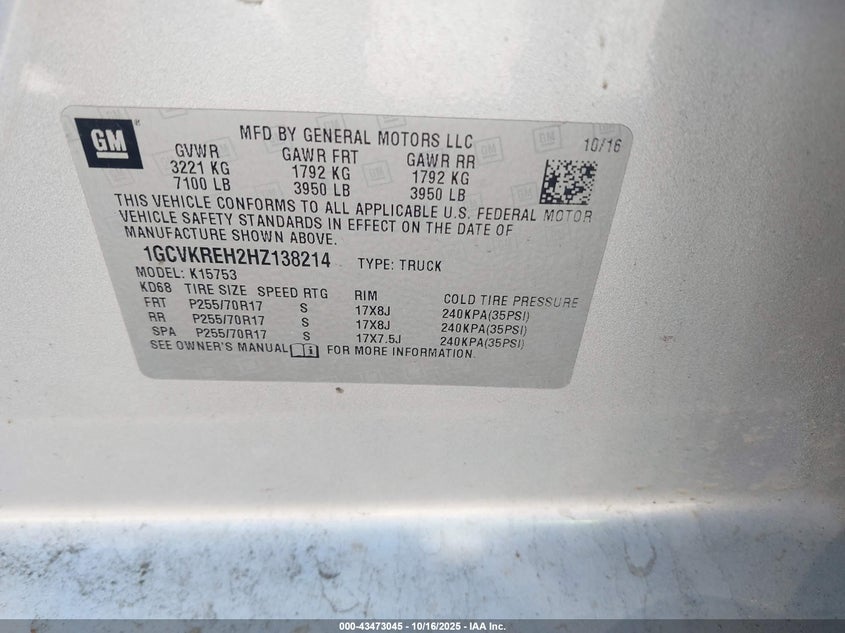 GM
MFD BY GENERAL MOTORS LLC
10/16
GVWR GAWR FRT GAWR RR
3221 KG 1792 KG 1792 KG
7100 LB 3950 LB 3950 LB
THIS VEHICLE CONFORMS TO ALL APPLICABLE U.S. FEDERAL MOTOR
VEHICLE SAFETY STANDARDS IN EFFECT ON THE DATE OF
MANUFACTURE SHOWN ABOVE.
1GCVKREH2HZ138214 TYPE: TRUCK
MODEL: K15753
KD68 TIRE SIZE SPEED RTG RIM COLD TIRE PRESSURE
FRT P255/70R17 S 17X8J 240KPA(35PSI)
RR P255/70R17 S 17X8J 240KPA(35PSI)
SPA P255/70R17 S 17X7.5J 240KPA(35PSI)
SEE OWNER'S MANUAL FOR MORE INFORMATION.
000-43473045 - 10/16/2025 - IAA Inc.